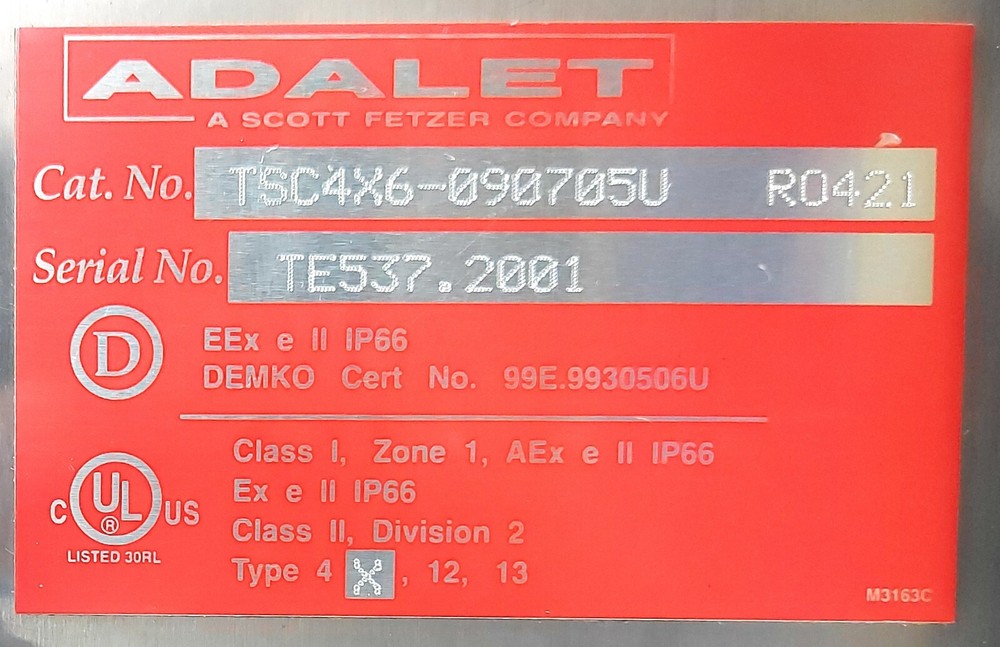 ADALET
A SCOTT FETZER COMPANY
Cat. No. TSC4X6-090705U R0421
Serial No. TE537.2001
D
EEx e II IP66
DEMKO Cert No. 99E.9930506U
Class I, Zone 1, AEx e II IP66
Ex e II IP66
Class II, Division 2
Type 4 X, 12, 13
C UL ® US
LISTED 30RL
M3163C